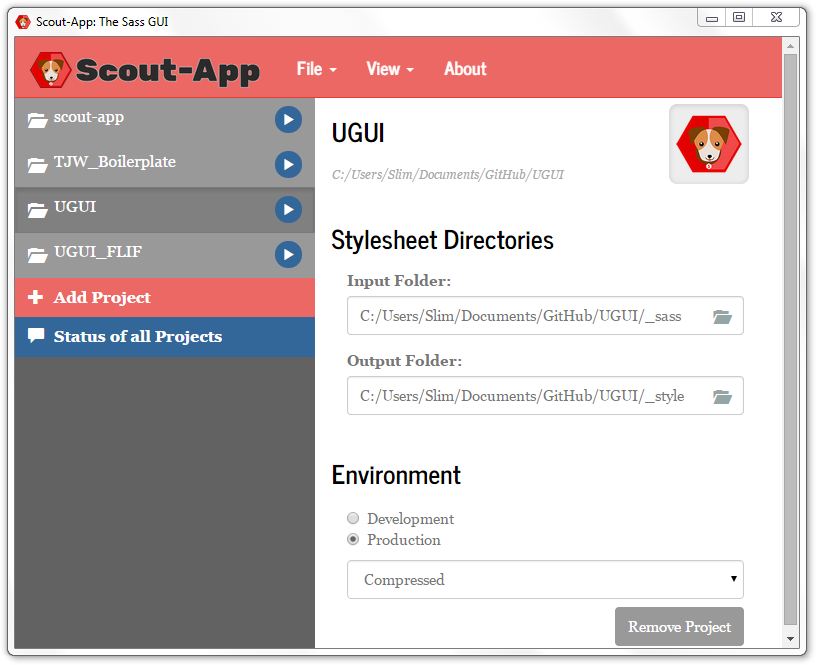 Scout-App: The Sass GUI
Scout-App File View About
scout-app
TJW_Boilerplate
UGUI
UGUI_FLIF
Add Project
Status of all Projects
UGUI
C:/Users/Slim/Documents/GitHub/UGUI
Stylesheet Directories
Input Folder:
C:/Users/Slim/Documents/GitHub/UGUI/_sass
Output Folder:
C:/Users/Slim/Documents/GitHub/UGUI/_style
Environment
Development
Production
Compressed
Remove Project